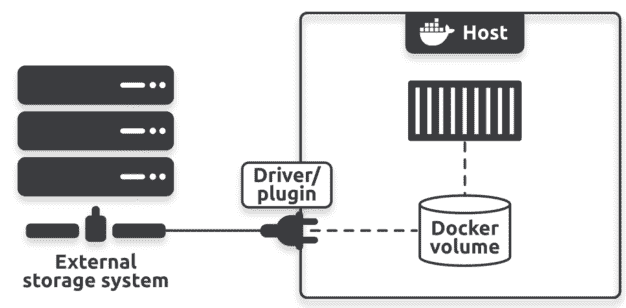 Host
Driver/
plugin
Docker
volume
External
storage system